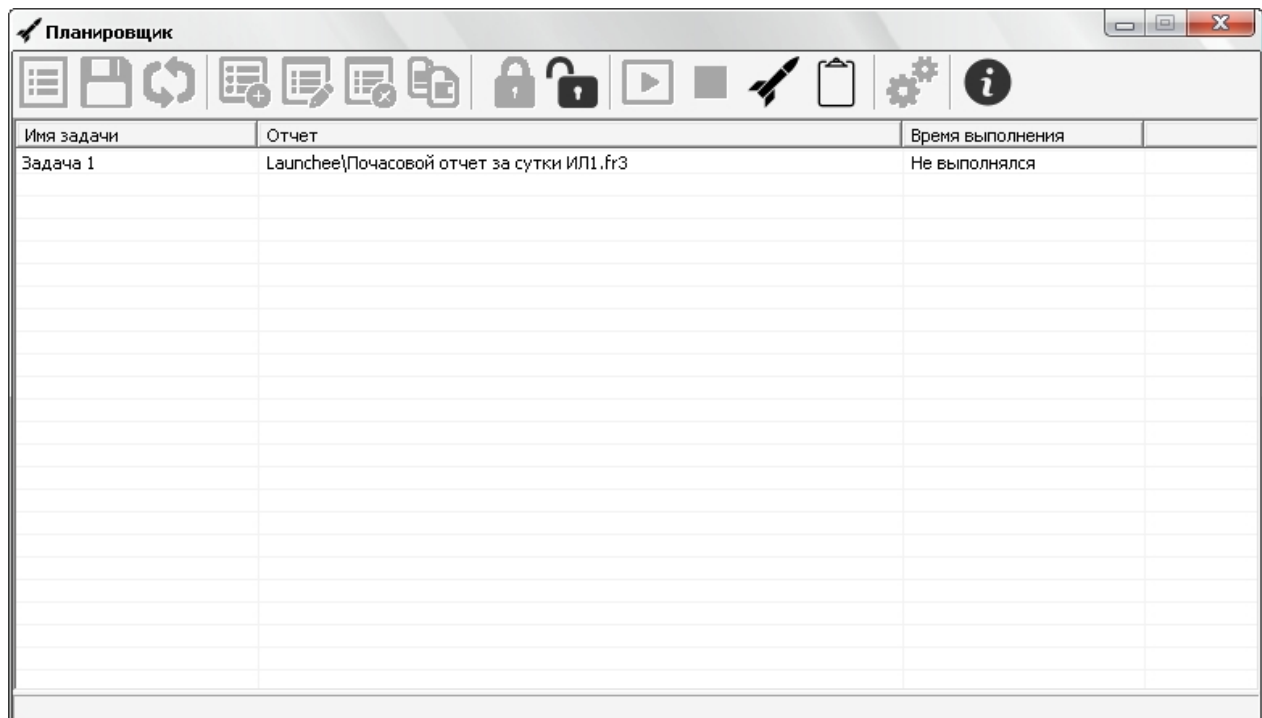 Планировщик
Имя задачи Отчет Время выполнения
Задача 1 Launchee\Почасовой отчет за сутки ИЛ1.fr3 Не выполнялся